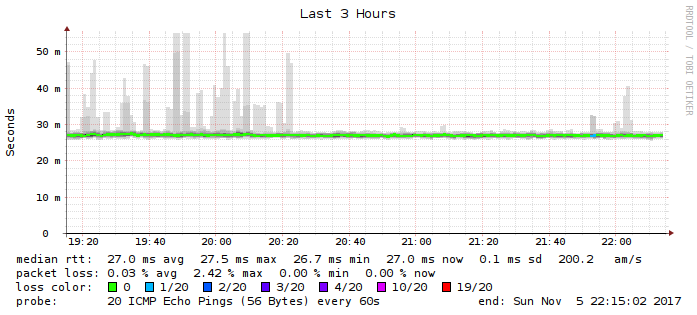 Last 3 Hours
RRDTOOL / TOBI OETIKER
Seconds
50 m
40 m
30 m
20 m
10 m
0
19:20 19:40 20:00 20:20 20:40 21:00 21:20 21:40 22:00
median rtt: 27.0 ms avg 27.5 ms max 26.7 ms min 27.0 ms now 0.1 ms sd 200.2 am/s
packet loss: 0.03 % avg 2.42 % max 0.00 % min 0.00 % now
loss color: 0 1/20 2/20 3/20 4/20 10/20 19/20
probe: 20 ICMP Echo Pings (56 Bytes) every 60s end: Sun Nov 5 22:15:02 2017